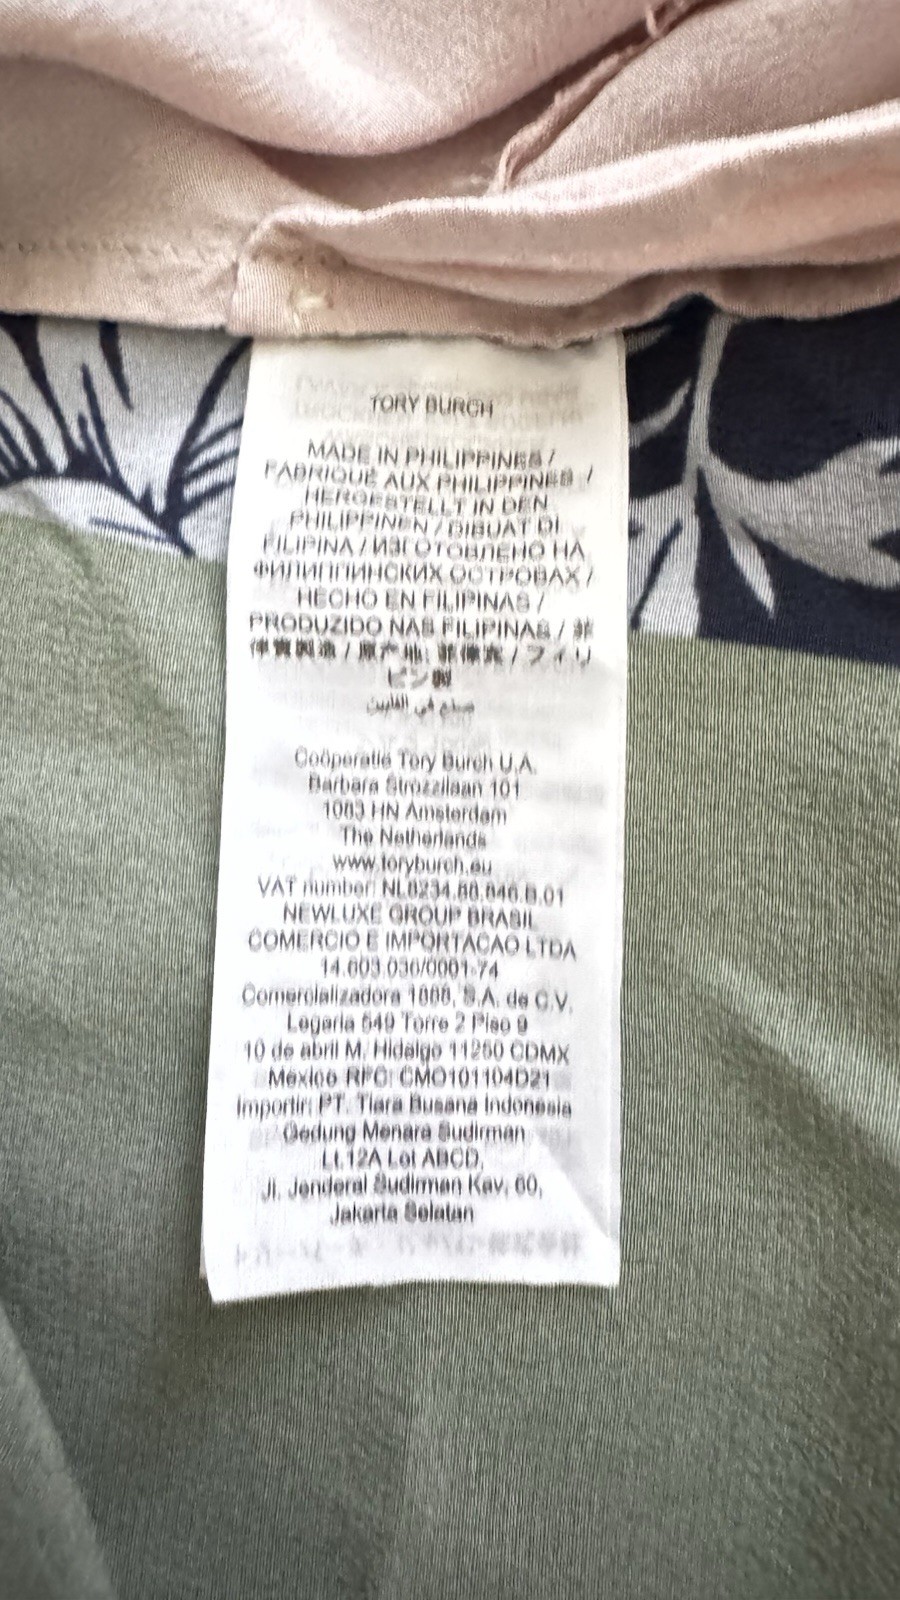 TORY BURCH
MADE IN PHILIPPINES /
FABRIQUÉ AUX PHILIPPINES /
HERGESTELLT IN DEN
PHILIPPINEN / DIBUAT DI
FILIPINA / ИЗГОТОВЛЕНО НА
ФИЛИППИНСКИХ ОСТРОВАХ /
HECHO EN FILIPINAS /
PRODUZIDO NAS FILIPINAS / 菲
律賓製造 / 原产地: 菲律宾 / フィリ
ピン製
صنع في الفلبين
Coöperatie Tory Burch U.A.
Barbara Strozzilaan 101
1083 HN Amsterdam
The Netherlands
www.toryburch.eu
VAT number: NL8234.88.846.B.01
NEWLUXE GROUP BRASIL
COMERCIO E IMPORTACAO LTDA
14.603.036/0001-74
Comercializadora 1888, S.A. de C.V.
Legaria 549 Torre 2 Piso 9
10 de abril M. Hidalgo 11250 CDMX
Mexico RFC: CMO101104D21
Importir: PT. Tiara Busana Indonesia
Gedung Menara Sudirman
Lt.12A Lot ABCD,
Jl. Jenderal Sudirman Kav, 60,
Jakarta Selatan